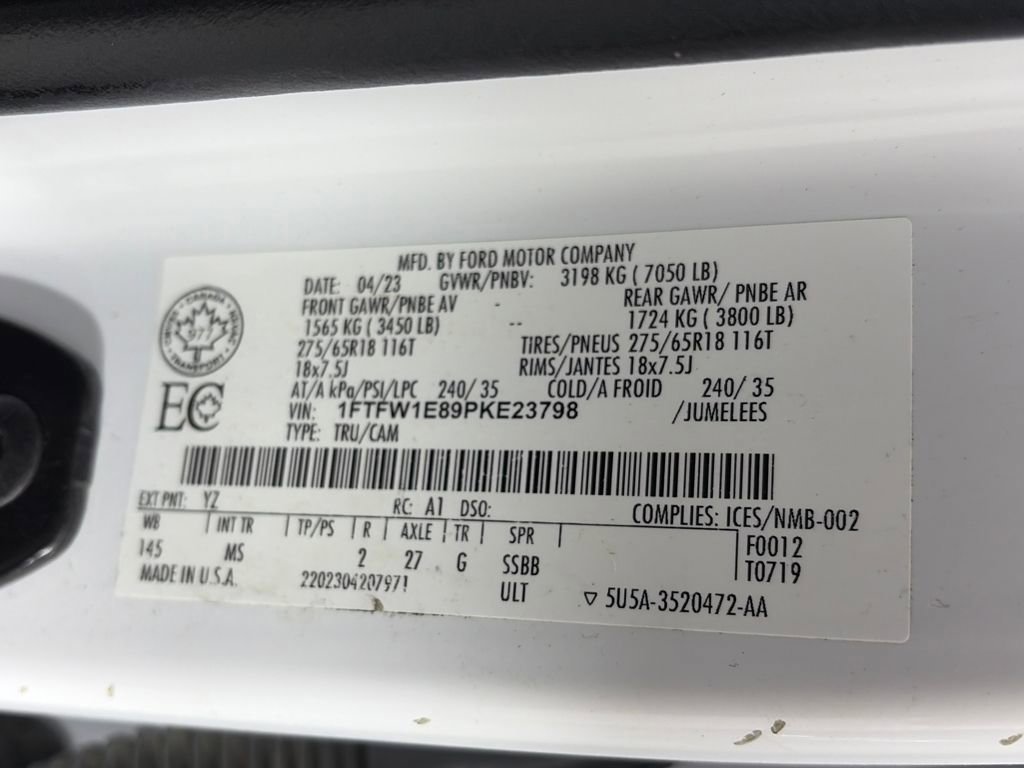 MFD. BY FORD MOTOR COMPANY
DATE: 04/23 GVWR/PNBV: 3198 KG ( 7050 LB)
FRONT GAWR/PNBE AV REAR GAWR/ PNBE AR
1565 KG ( 3450 LB) -- 1724 KG ( 3800 LB)
275/65R18 116T TIRES/PNEUS 275/65R18 116T
18x7.5J RIMS/JANTES 18x7.5J
AT/A kPa/PSI/LPC 240/ 35 COLD/A FROID 240/ 35
VIN: 1FTFW1E89PKE23798 /JUMELEES
TYPE: TRU/CAM
CANADA
977
TRANSPORT
EC
EXT PNT: YZ RC: A1 DSO: COMPLIES: ICES/NMB-002
WB | INT TR | TP/PS | R | AXLE | TR | SPR | F0012
145 MS 2 27 G SSBB T0719
MADE IN U.S.A. 2202304207971 ULT ▽ 5U5A-3520472-AA